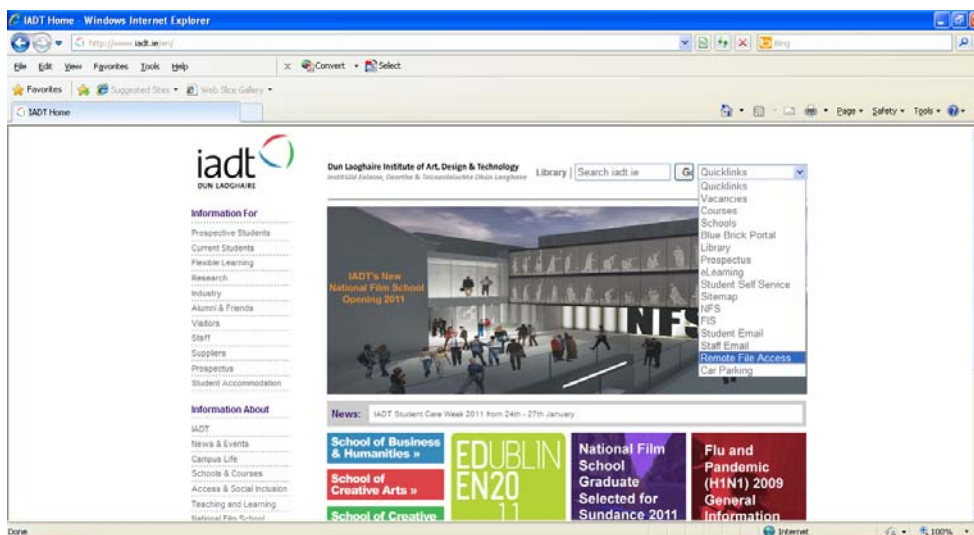 IADT Home - Windows Internet Explorer
http://www.iadt.ie/en/
Bing
File Edit View Favorites Tools Help
x Convert Select
Favorites Suggested Sites Web Slice Gallery
IADT Home
Page Safety Tools
iadt
DUN LAOGHAIRE
Dun Laoghaire Institute of Art, Design & Technology
Library | Search iadt.ie Go Quicklinks
Quicklinks
Vacancies
Courses
Schools
Blue Brick Portal
Library
Prospectus
eLearning
Student Self Service
Sitemap
NFS
FIS
Student Email
Staff Email
Remote File Access
Car Parking
Information For
Prospective Students
Current Students
Flexible Learning
Research
Industry
Alumni & Friends
Visitors
Staff
Suppliers
Prospectus
Student Accommodation
Information About
IADT
News & Events
Campus Life
Schools & Courses
Access & Social Inclusion
Teaching and Learning
National Film School
IADT's New
National Film School
Opening 2011
NFS
News: IADT Student Care Week 2011 from 24th - 27th January.
School of Business
& Humanities »
School of
Creative Arts »
School of Creative
EDUBLIN
EN20
11
National Film
School
Graduate
Selected for
Sundance 2011
Flu and
Pandemic
(H1N1) 2009
General
Information
Done Internet 100%